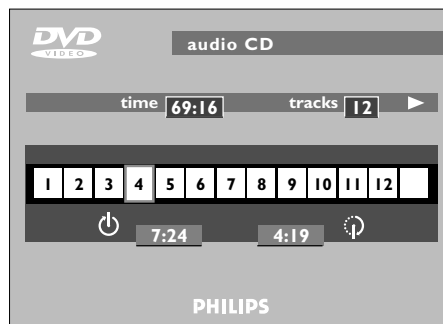 DVD
VIDEO
audio CD
time 69:16 tracks 12
1 2 3 4 5 6 7 8 9 10 11 12
7:24 4:19
PHILIPS